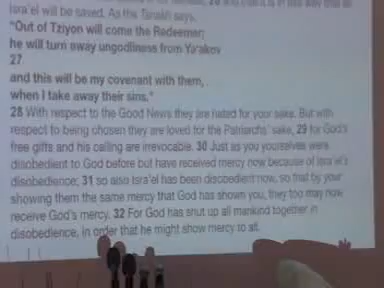 Isra'el will be saved. As the Tanakh says,
"Out of Tziyon will come the Redeemer;
he will turn away ungodliness from Ya'akov
27
and this will be my covenant with them,
when I take away their sins."
28 With respect to the Good News they are hated for your sake. But with
respect to being chosen they are loved for the Patriarchs' sake, 29 for God's
free gifts and his calling are irrevocable. 30 Just as you yourselves were
disobedient to God before but have received mercy now because of Isra'el's
disobedience; 31 so also Isra'el has been disobedient now, so that by your
showing them the same mercy that God has shown you, they too may now
receive God's mercy. 32 For God has shut up all mankind together in
disobedience, in order that he might show mercy to all.